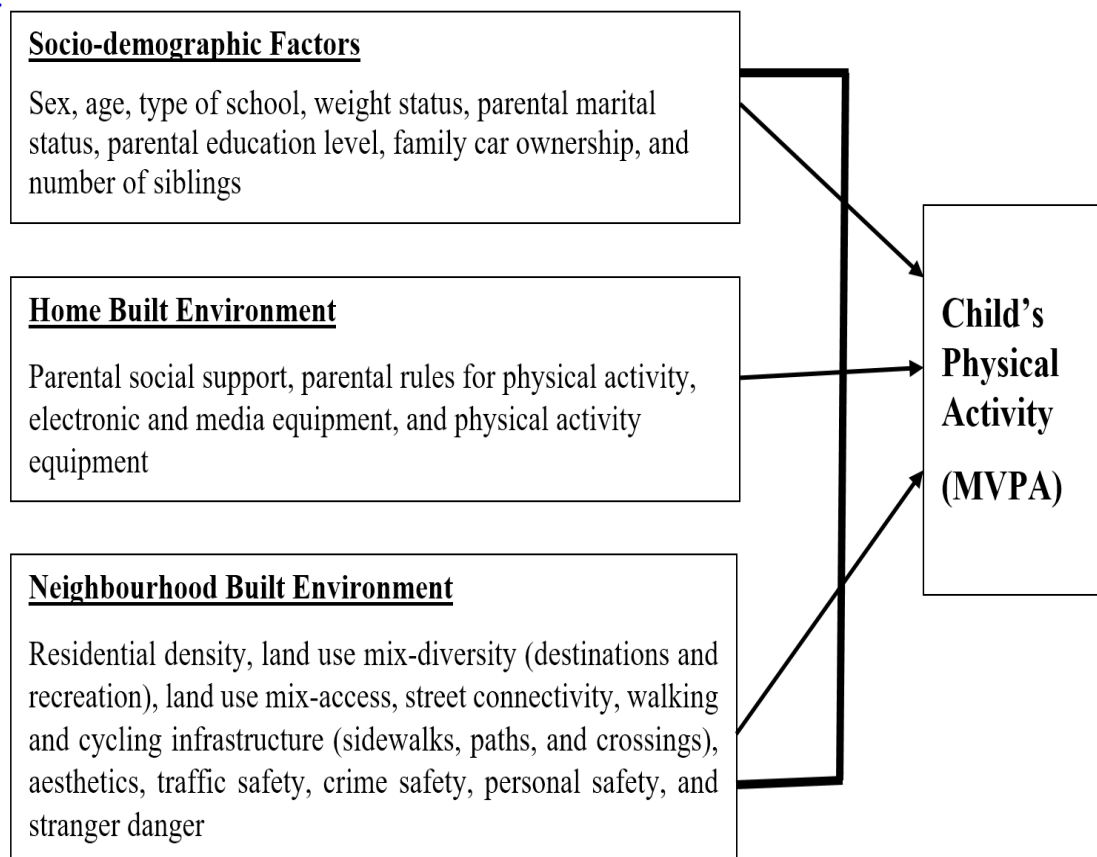 Socio-demographic Factors
Sex, age, type of school, weight status, parental marital
status, parental education level, family car ownership, and
number of siblings
Home Built Environment
Parental social support, parental rules for physical activity,
electronic and media equipment, and physical activity
equipment
Neighbourhood Built Environment
Residential density, land use mix-diversity (destinations and
recreation), land use mix-access, street connectivity, walking
and cycling infrastructure (sidewalks, paths, and crossings),
aesthetics, traffic safety, crime safety, personal safety, and
stranger danger
Child’s
Physical
Activity
(MVPA)